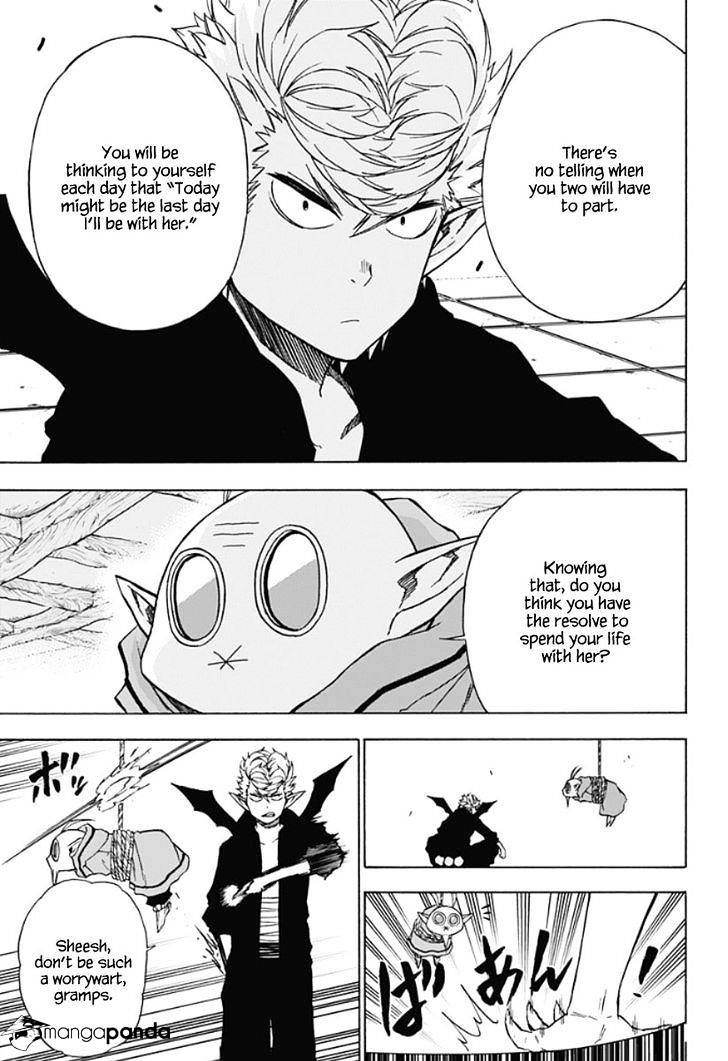 There's
no telling when
you two will have
to part.
You will be
thinking to yourself
each day that "Today
might be the last day
I'll be with her."
Knowing
that, do you
think you have
the resolve to
spend your life
with her?
ばあん!
ボッ
Sheesh,
don't be such
a worrywart,
gramps.
mangapanda